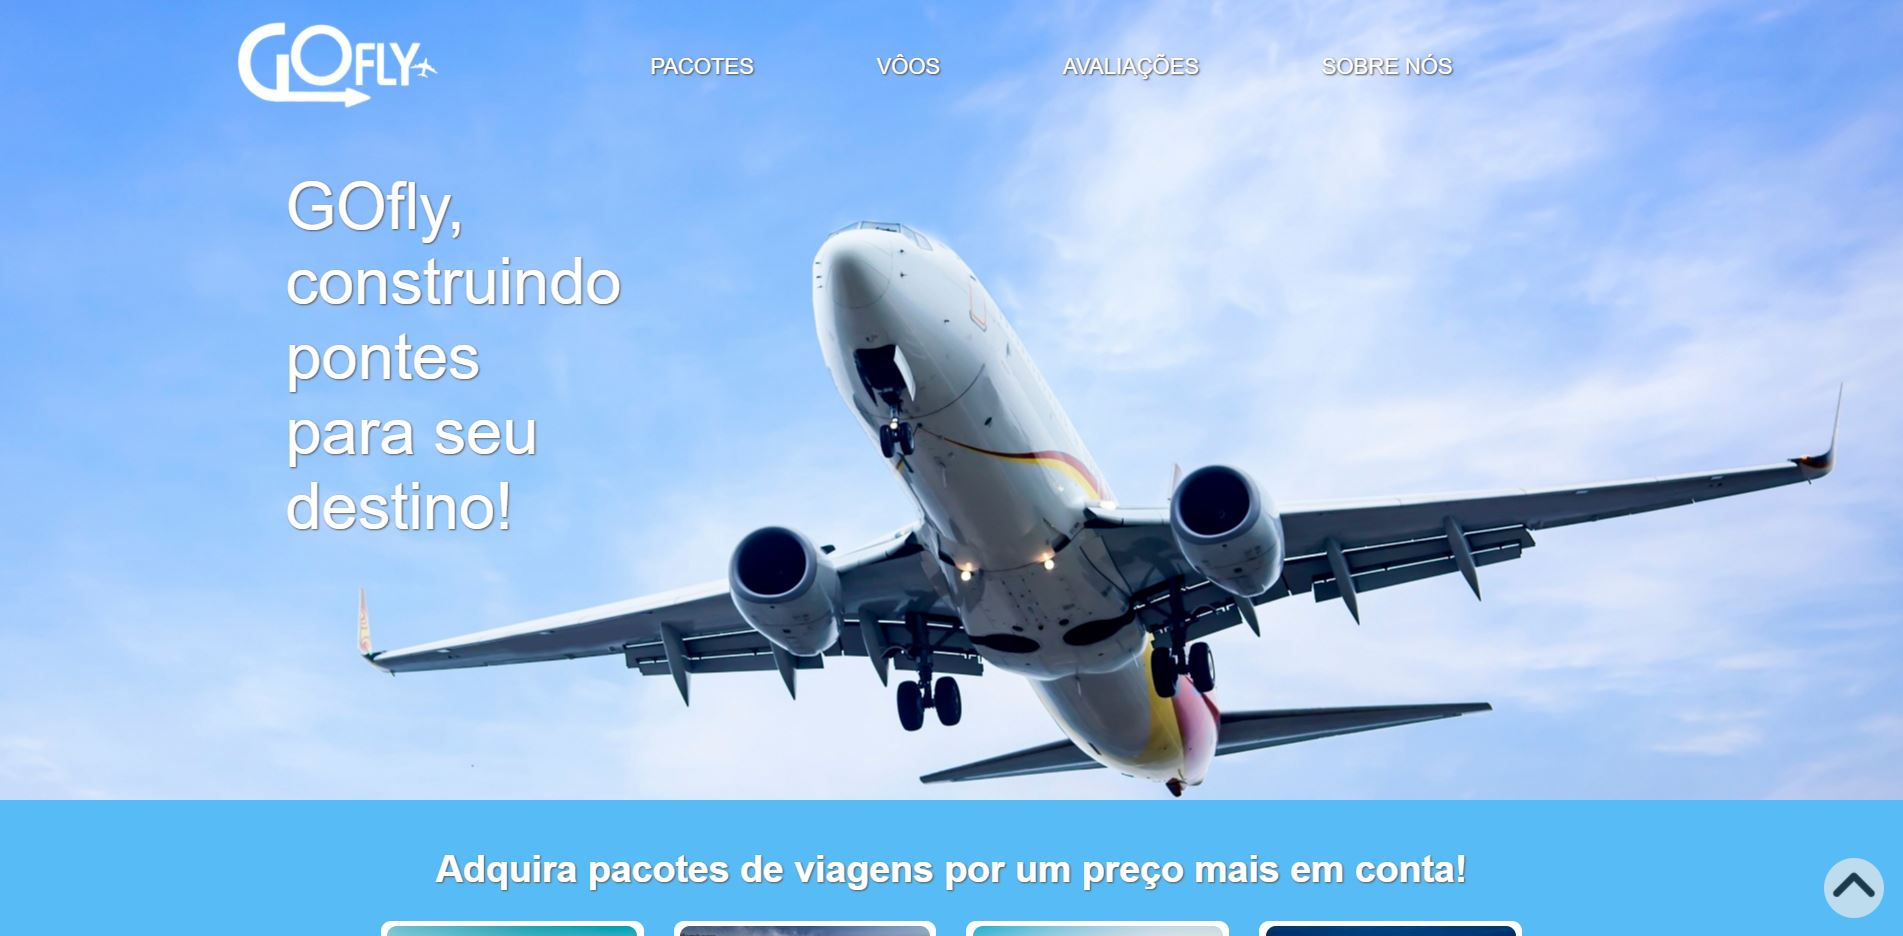 GOFLY
PACOTES
VÔOS
AVALIAÇÕES
SOBRE NÓS
GOfly,
construindo
pontes
para seu
destino!
Adquira pacotes de viagens por um preço mais em conta!